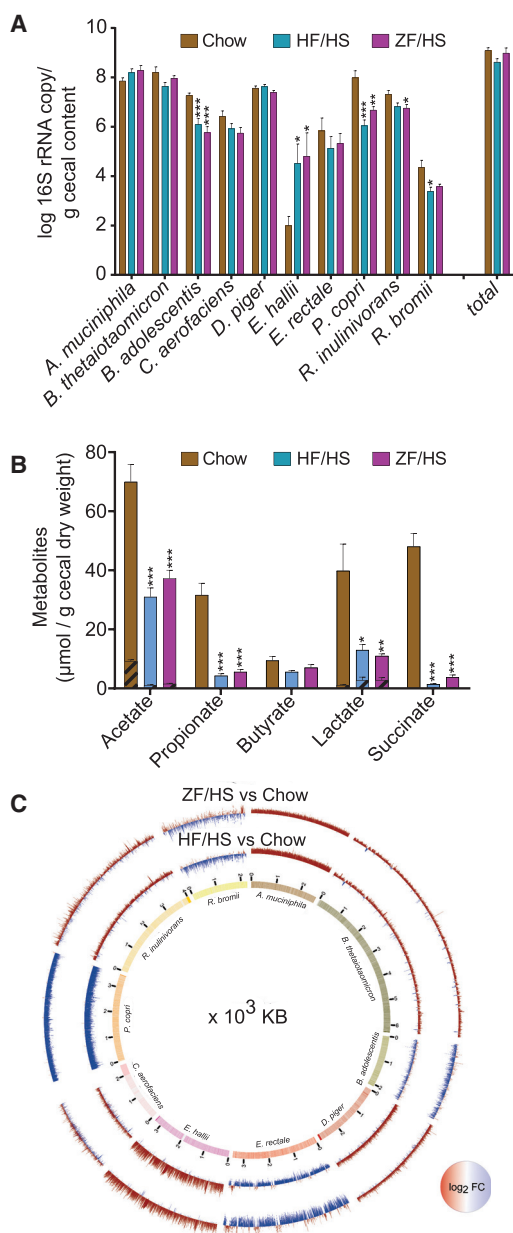 A
Chow HF/HS ZF/HS
log 16S rRNA copy/
g cecal content
10
8
6
4
2
0
***
***
*
*
***
**
*
*
A. muciniphila
B. thetaiotaomicron
B. adolescentis
C. aerofaciens
D. piger
E. hallii
E. rectale
P. copri
R. inulinivorans
R. bromii
total
B
Chow HF/HS ZF/HS
Metabolites
(μmol / g cecal dry weight)
80
60
40
20
0
***
***
***
***
*
**
***
***
Acetate
Propionate
Butyrate
Lactate
Succinate
C
ZF/HS vs Chow
HF/HS vs Chow
R. bromii
A. muciniphila
B. thetaiotaomicron
B. adolescentis
D. piger
E. rectale
E. hallii
C. aerofaciens
P. copri
R. inulinivorans
x 10³ KB
log₂ FC